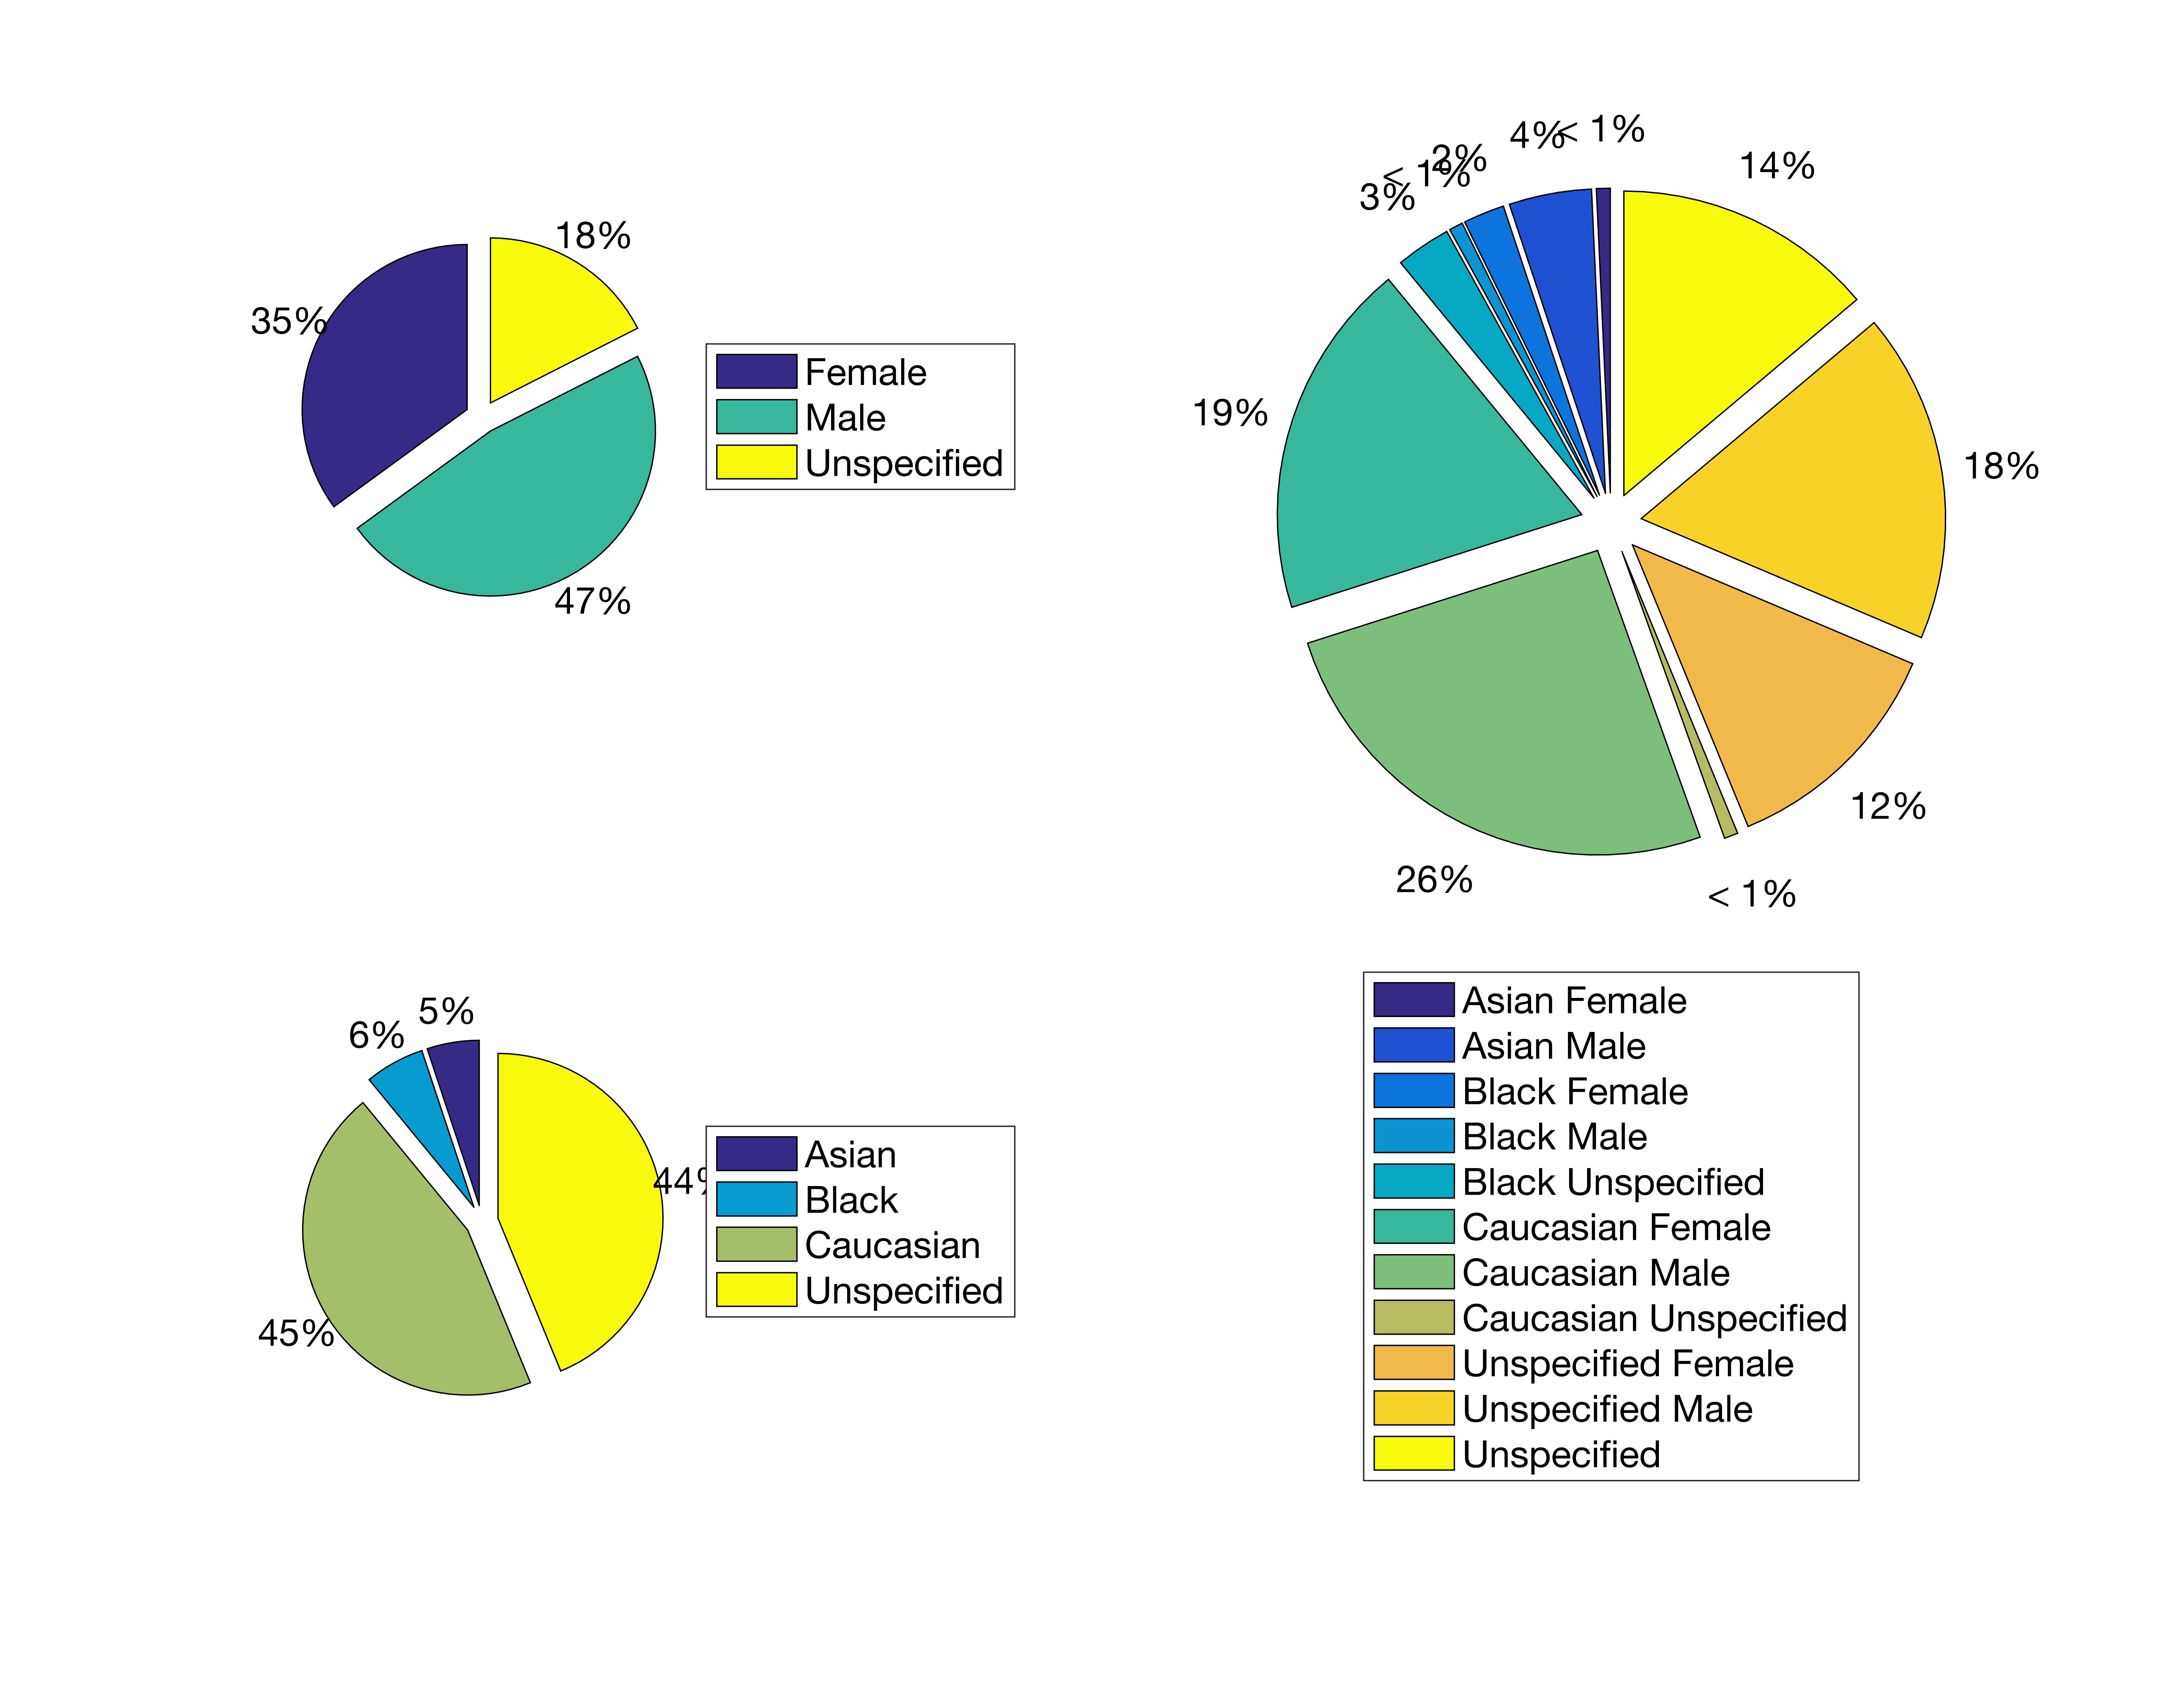 18%
35%
47%
Female
Male
Unspecified
5%
6%
45%
Asian
Black
Caucasian
Unspecified
< 1%
4%
2%
< 1%
3%
14%
19%
18%
12%
26%
< 1%
Asian Female
Asian Male
Black Female
Black Male
Black Unspecified
Caucasian Female
Caucasian Male
Caucasian Unspecified
Unspecified Female
Unspecified Male
Unspecified